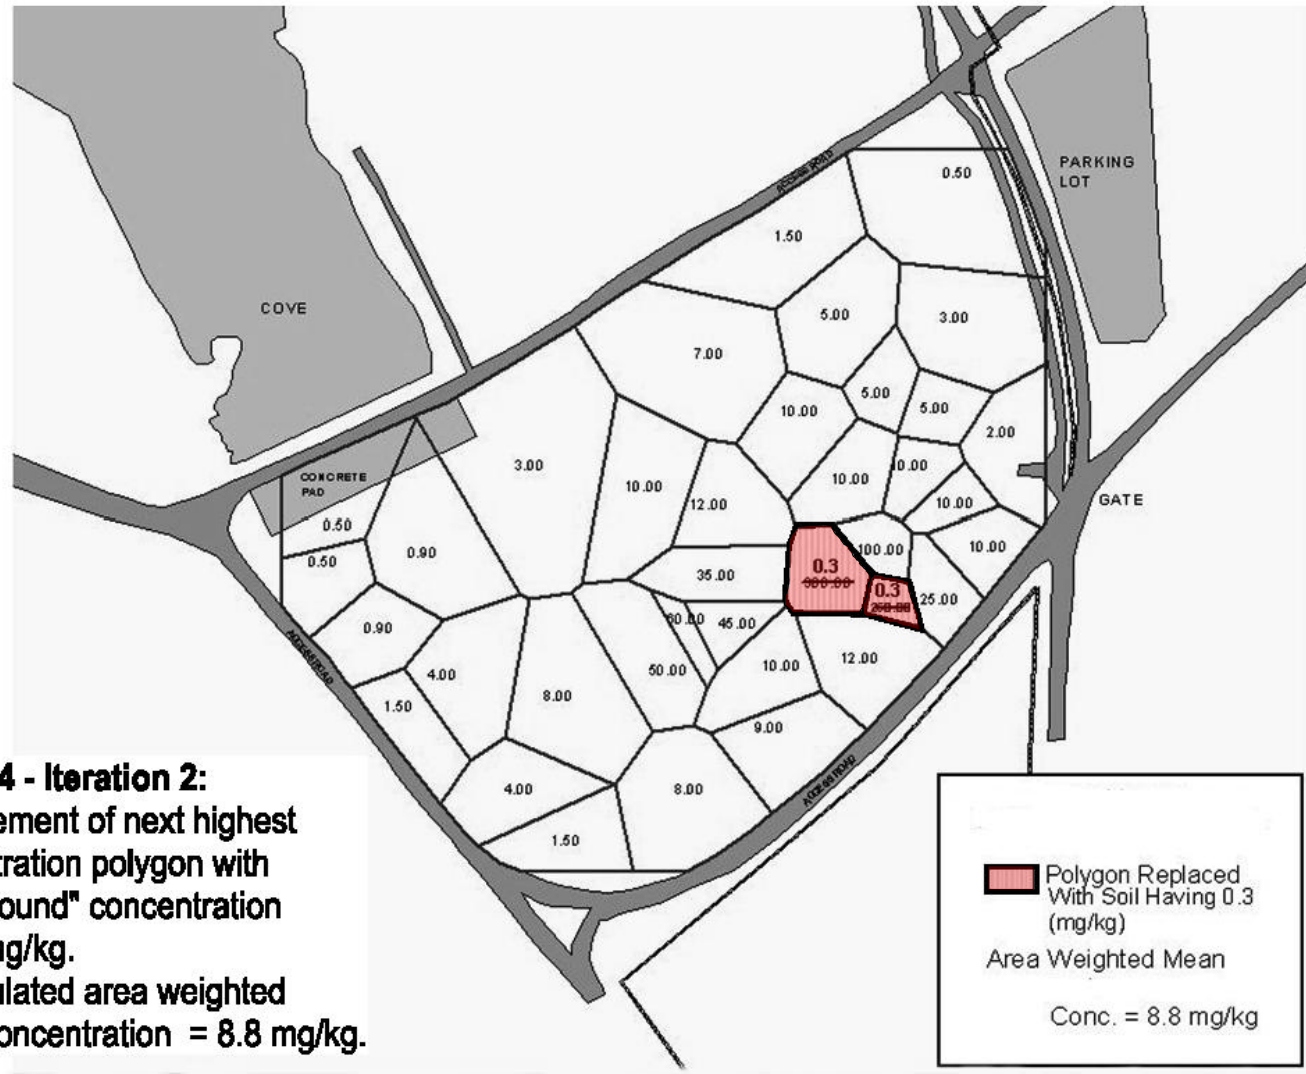 PARKING
LOT
ACCESS ROAD
0.50
1.50
COVE
5.00
3.00
7.00
5.00
5.00
10.00
2.00
3.00
10.00
10.00
CONCRETE
PAD
10.00
12.00
10.00
GATE
0.50
0.90
100.00
10.00
0.50
0.3
35.00
0.3
25.00
45.00
0.90
12.00
10.00
50.00
4.00
8.00
1.50
9.00
ACCESS ROAD
4.00
8.00
1.50
4 - Iteration 2:
ement of next highest
tration polygon with
ound" concentration
ng/kg.
ulated area weighted
oncentration = 8.8 mg/kg.
Polygon Replaced
With Soil Having 0.3
(mg/kg)
Area Weighted Mean
Conc. = 8.8 mg/kg